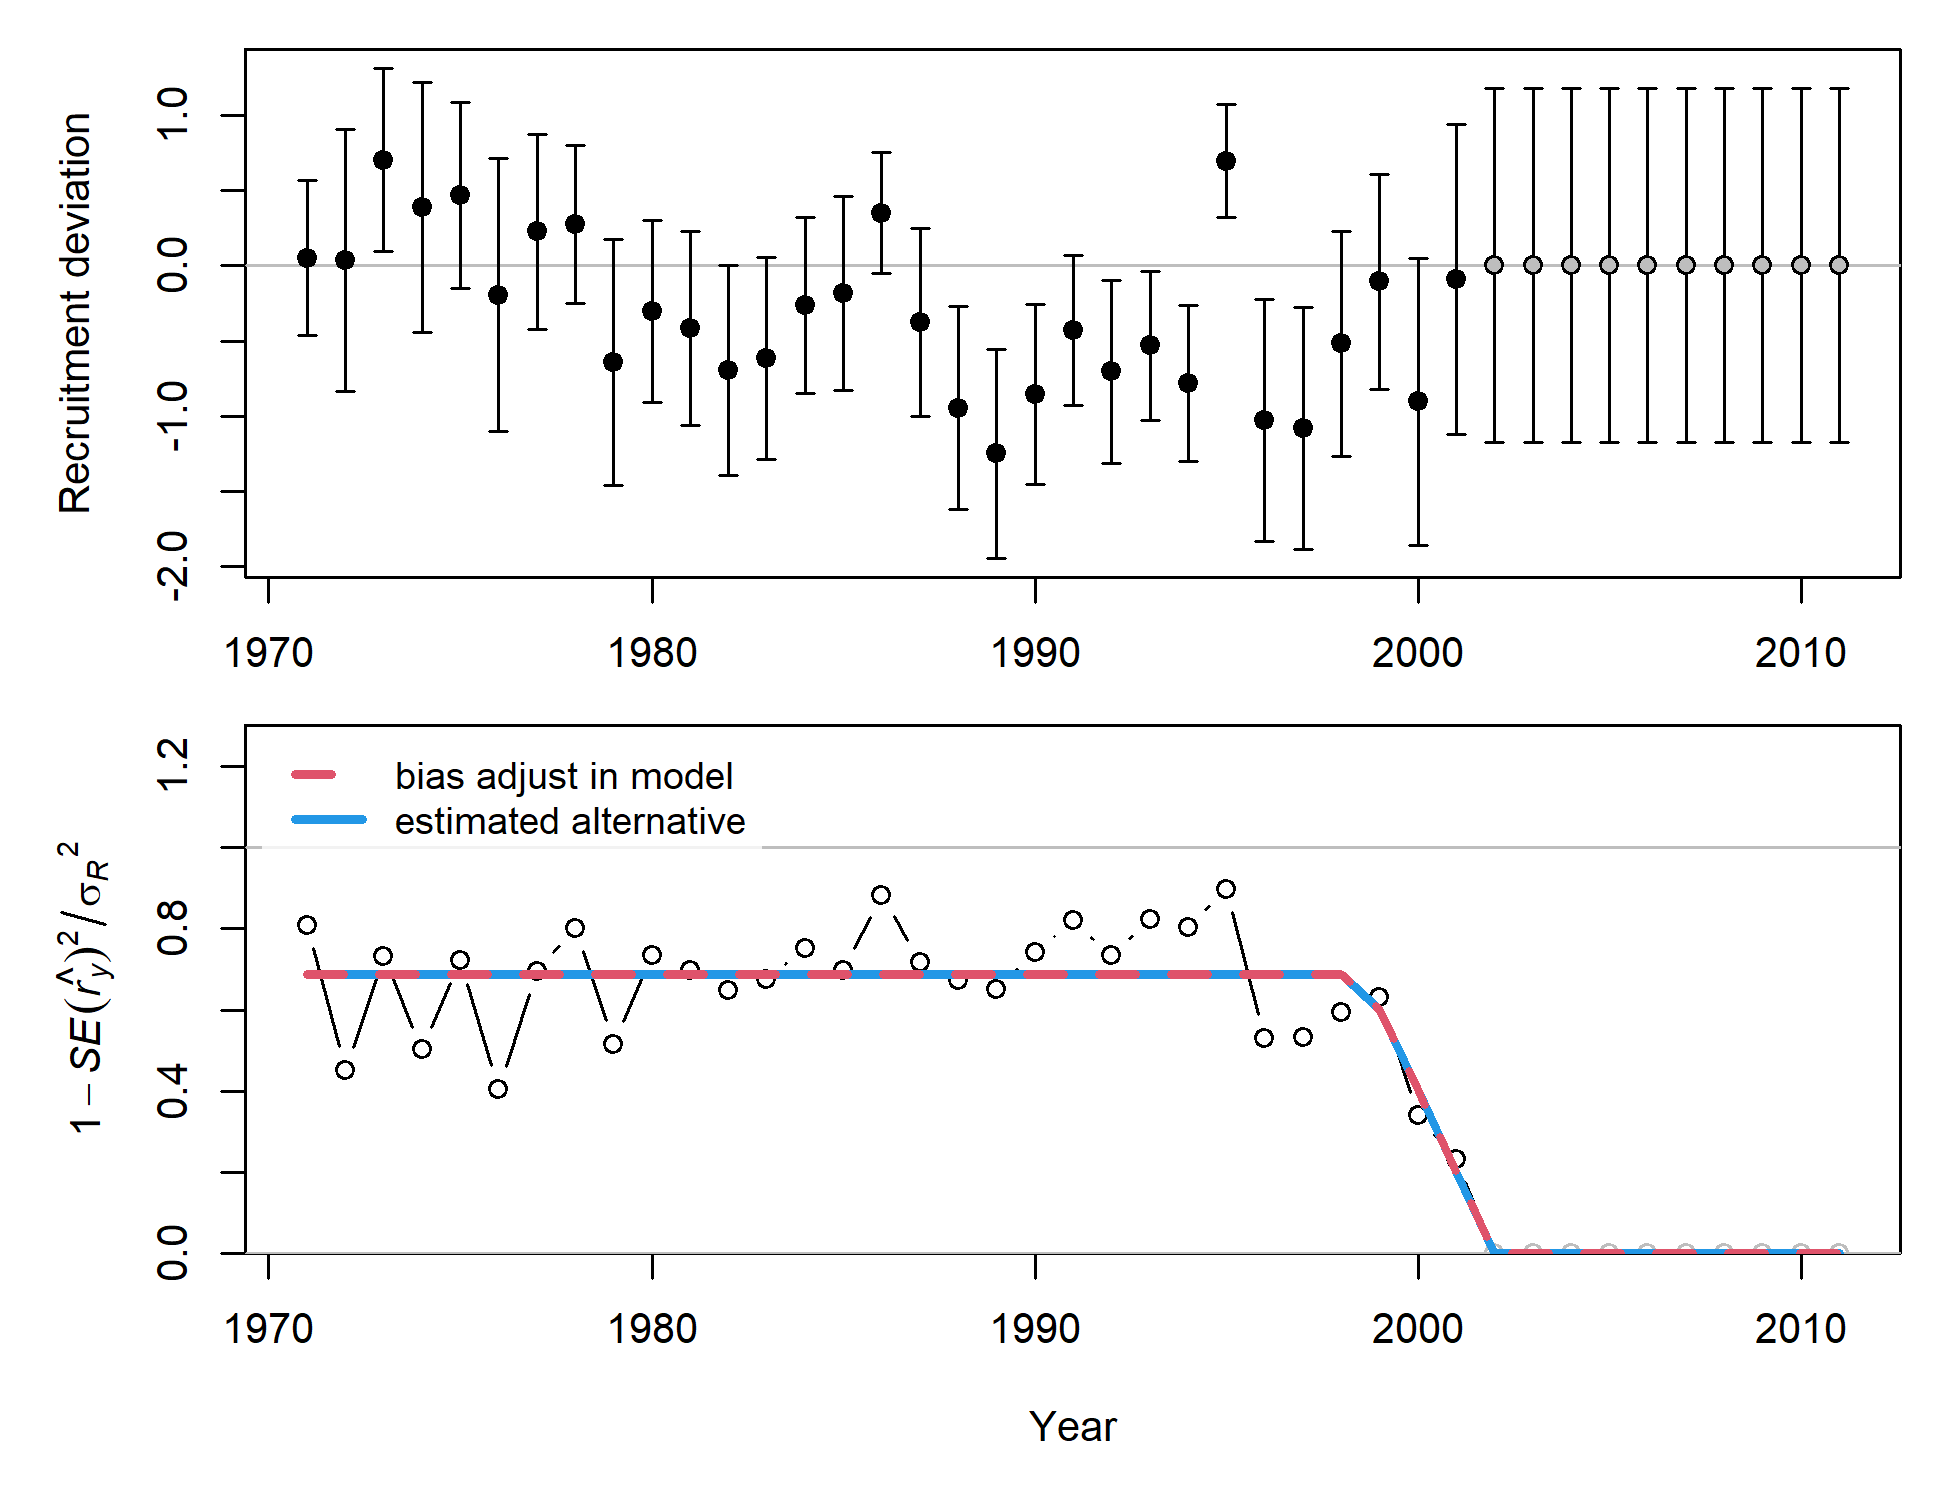 Recruitment deviation
1.0
0.0
-1.0
-2.0
1970 1980 1990 2000 2010
bias adjust in model
estimated alternative
1 − SE(r̂y)² / σR²
1.2
0.8
0.4
0.0
1970 1980 1990 2000 2010
Year